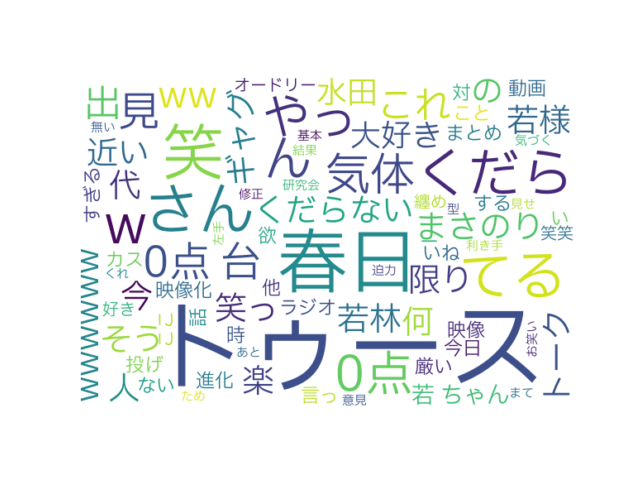 オードリー
水田
これ
対
の
動画
出
見
ww
ギャグ
やっ
ん
大好き
まとめ
こと
若様
無い
基本
結果
気づく
近い
笑
気体
くだら
すぎる
代
さん
研究会
修正
くだらない
纏め
型
見せ
する
い
まさのり
w
左手
欲
春日
いね
利き手
笑笑
wwwwwww
カス
くれ
0点
台
迫力
限り
てる
今
映像化
他
好き
笑っ
ラジオ
若林
何
映像
今日
お笑い
トーク
そう
ここ
話
時
トゥース
投げ
あと
0点
厳い
人
ない
進化
楽
ため
言っ
意見
若
ちゃん
まて